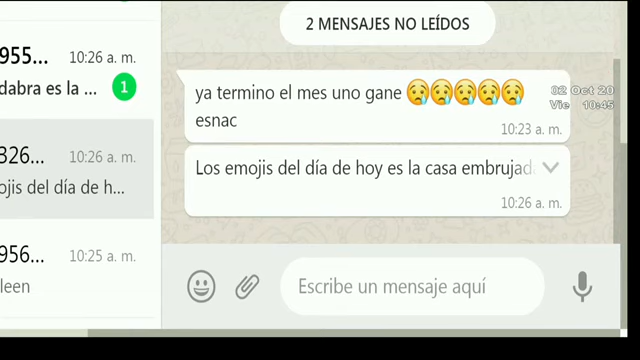 2 MENSAJES NO LEÍDOS
955... 10:26 a. m.
dabra es la ... 1
326... 10:26 a. m.
ojis del día de h...
956... 10:25 a. m.
leen
ya termino el mes uno gane 😢😢😢😢😢
esnac
10:23 a. m.
02 Oct 20
Vie 10:45
Los emojis del día de hoy es la casa embrujad
10:26 a. m.
Escribe un mensaje aquí